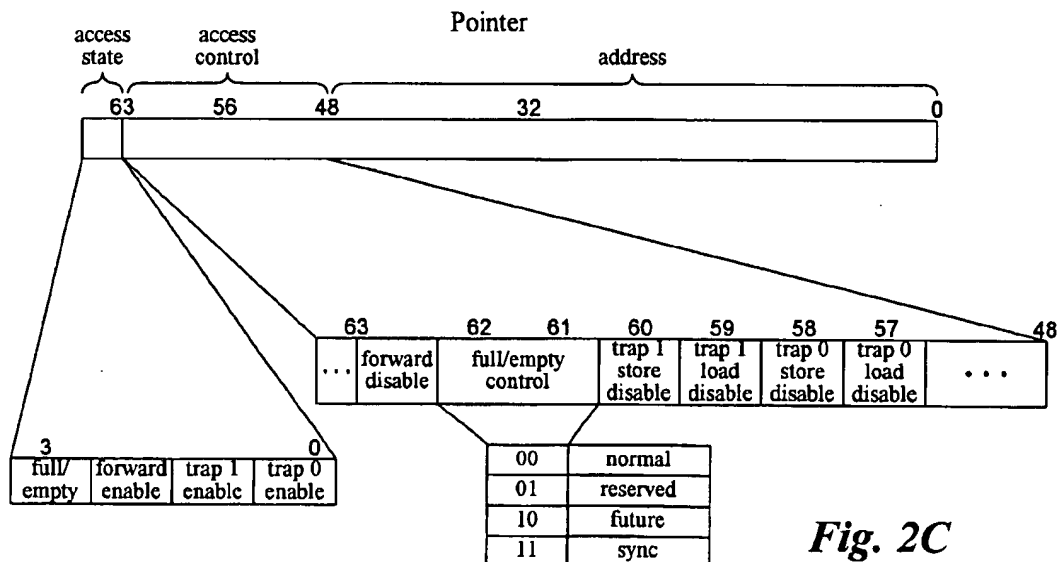 Pointer
access state
access control
address
63 56 48 32 0
63 62 61 60 59 58 57 48
... forward disable full/empty control trap 1 store disable trap 1 load disable trap 0 store disable trap 0 load disable ...
3 0
full/ empty forward enable trap 1 enable trap 0 enable
00 normal
01 reserved
10 future
11 sync
Fig. 2C